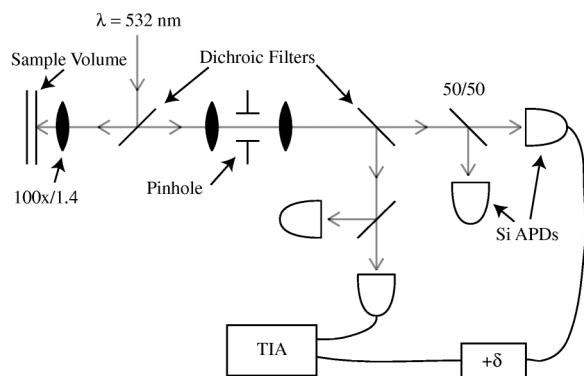 λ = 532 nm
Sample Volume
Dichroic Filters
50/50
100x/1.4
Pinhole
Si APDs
TIA
+δ